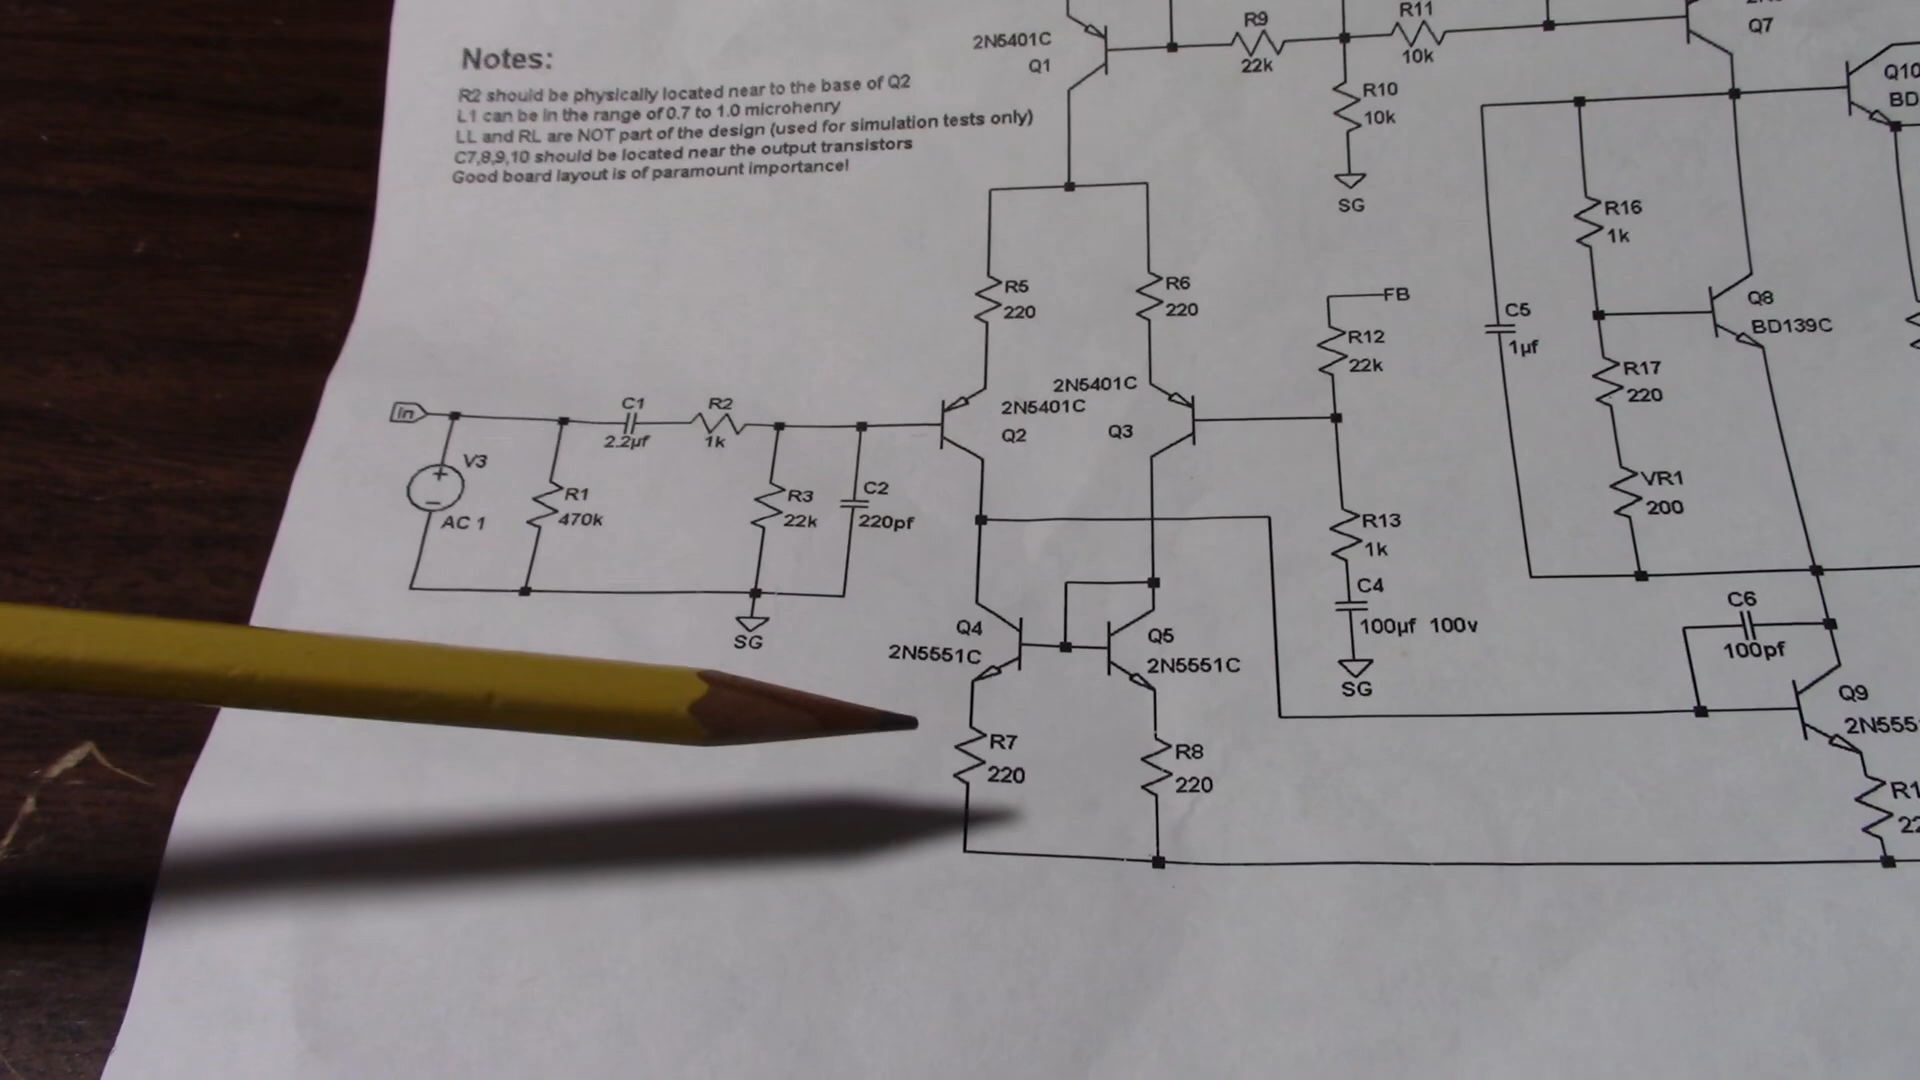 Notes:
R2 should be physically located near to the base of Q2
L1 can be in the range of 0.7 to 1.0 microhenry
LL and RL are NOT part of the design (used for simulation tests only)
C7,8,9,10 should be located near the output transistors
Good board layout is of paramount importance!
2N5401C
Q1
R9
22k
R11
10k
Q7
Q10
BD
R10
10k
SG
R16
1k
R5
220
R6
220
FB
C5
1µf
Q8
BD139C
R12
22k
R17
220
In
C1
2.2µf
R2
1k
2N5401C
2N5401C
Q2
Q3
V3
AC 1
R1
470k
R3
22k
C2
220pf
VR1
200
R13
1k
C4
100µf 100v
SG
SG
C6
100pf
Q4
2N5551C
Q5
2N5551C
Q9
2N555
R7
220
R8
220
R1
22